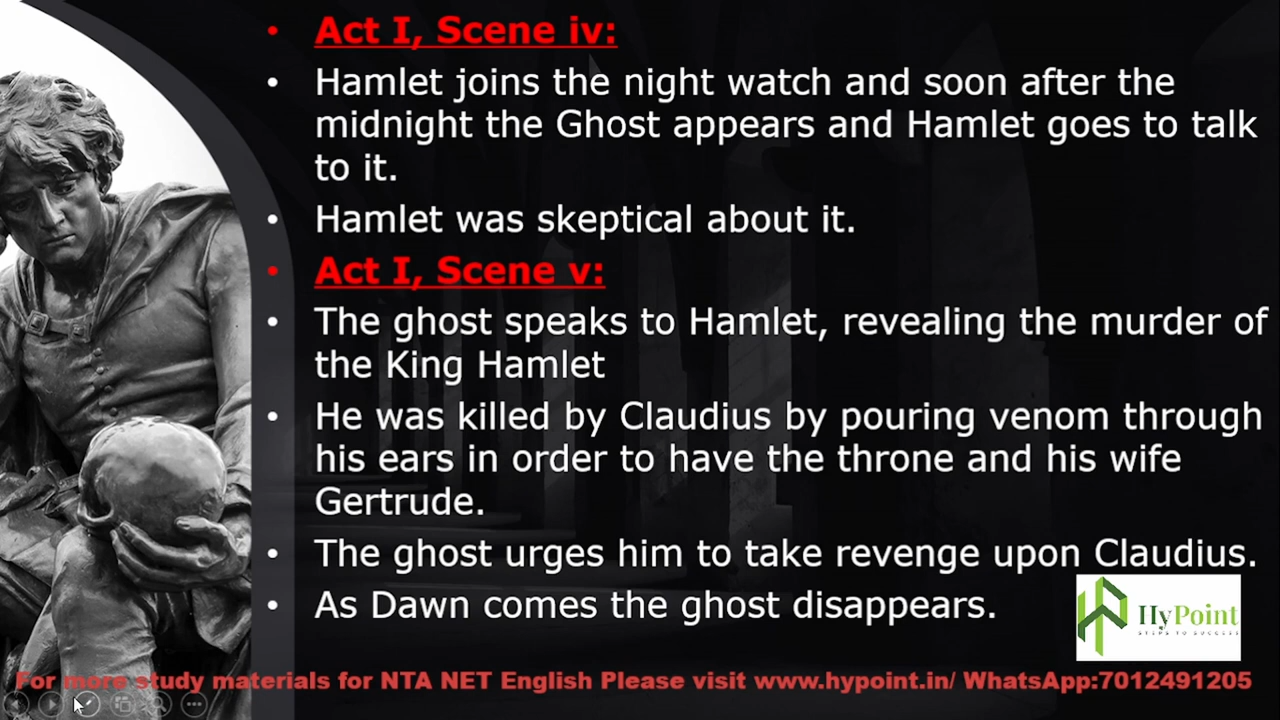 • Act I, Scene iv:
• Hamlet joins the night watch and soon after the
midnight the Ghost appears and Hamlet goes to talk
to it.
• Hamlet was skeptical about it.
• Act I, Scene v:
• The ghost speaks to Hamlet, revealing the murder of
the King Hamlet
• He was killed by Claudius by pouring venom through
his ears in order to have the throne and his wife
Gertrude.
• The ghost urges him to take revenge upon Claudius.
• As Dawn comes the ghost disappears.
HyPoint
STEPS TO SUCCESS
For more study materials for NTA NET English Please visit www.hypoint.in/ WhatsApp:7012491205